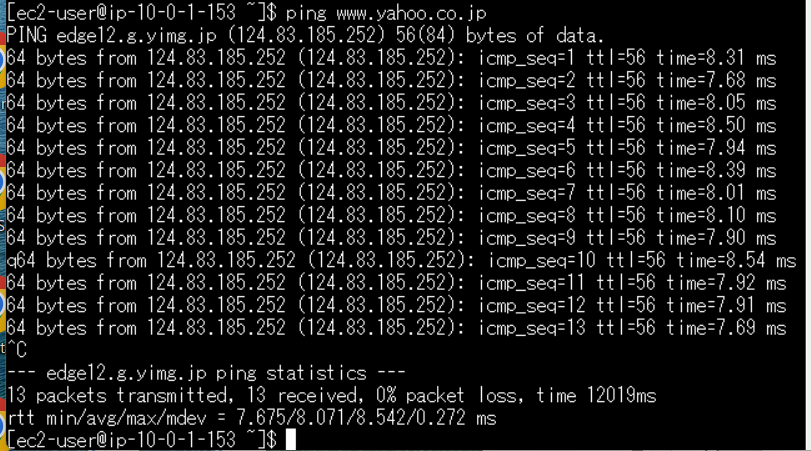 [ec2-user@ip-10-0-1-153 ~]$ ping www.yahoo.co.jp
PING edge12.g.yimg.jp (124.83.185.252) 56(84) bytes of data.
64 bytes from 124.83.185.252 (124.83.185.252): icmp_seq=1 ttl=56 time=8.31 ms
64 bytes from 124.83.185.252 (124.83.185.252): icmp_seq=2 ttl=56 time=7.68 ms
64 bytes from 124.83.185.252 (124.83.185.252): icmp_seq=3 ttl=56 time=8.05 ms
64 bytes from 124.83.185.252 (124.83.185.252): icmp_seq=4 ttl=56 time=8.50 ms
64 bytes from 124.83.185.252 (124.83.185.252): icmp_seq=5 ttl=56 time=7.94 ms
64 bytes from 124.83.185.252 (124.83.185.252): icmp_seq=6 ttl=56 time=8.39 ms
64 bytes from 124.83.185.252 (124.83.185.252): icmp_seq=7 ttl=56 time=8.01 ms
64 bytes from 124.83.185.252 (124.83.185.252): icmp_seq=8 ttl=56 time=8.10 ms
64 bytes from 124.83.185.252 (124.83.185.252): icmp_seq=9 ttl=56 time=7.90 ms
q64 bytes from 124.83.185.252 (124.83.185.252): icmp_seq=10 ttl=56 time=8.54 ms
64 bytes from 124.83.185.252 (124.83.185.252): icmp_seq=11 ttl=56 time=7.92 ms
64 bytes from 124.83.185.252 (124.83.185.252): icmp_seq=12 ttl=56 time=7.91 ms
64 bytes from 124.83.185.252 (124.83.185.252): icmp_seq=13 ttl=56 time=7.69 ms
^C
--- edge12.g.yimg.jp ping statistics ---
13 packets transmitted, 13 received, 0% packet loss, time 12019ms
rtt min/avg/max/mdev = 7.675/8.071/8.542/0.272 ms
[ec2-user@ip-10-0-1-153 ~]$